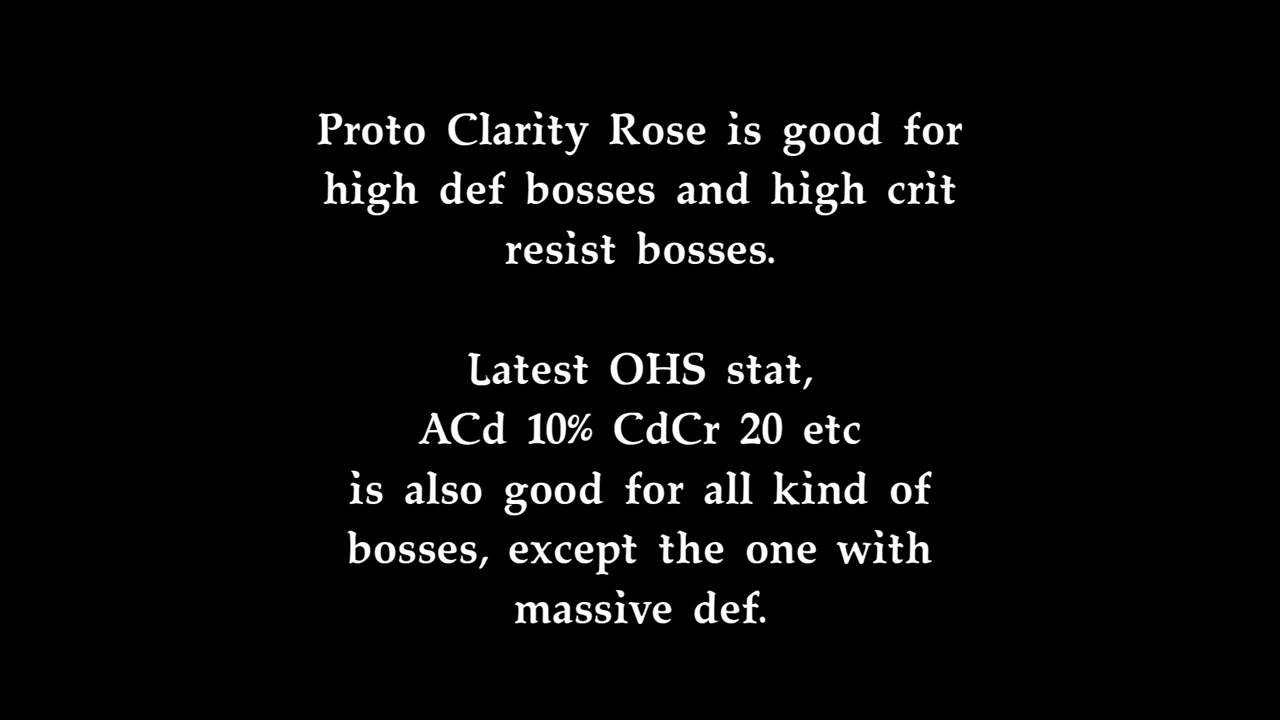 Proto Clarity Rose is good for
high def bosses and high crit
resist bosses.
Latest OHS stat,
ACd 10% CdCr 20 etc
is also good for all kind of
bosses, except the one with
massive def.